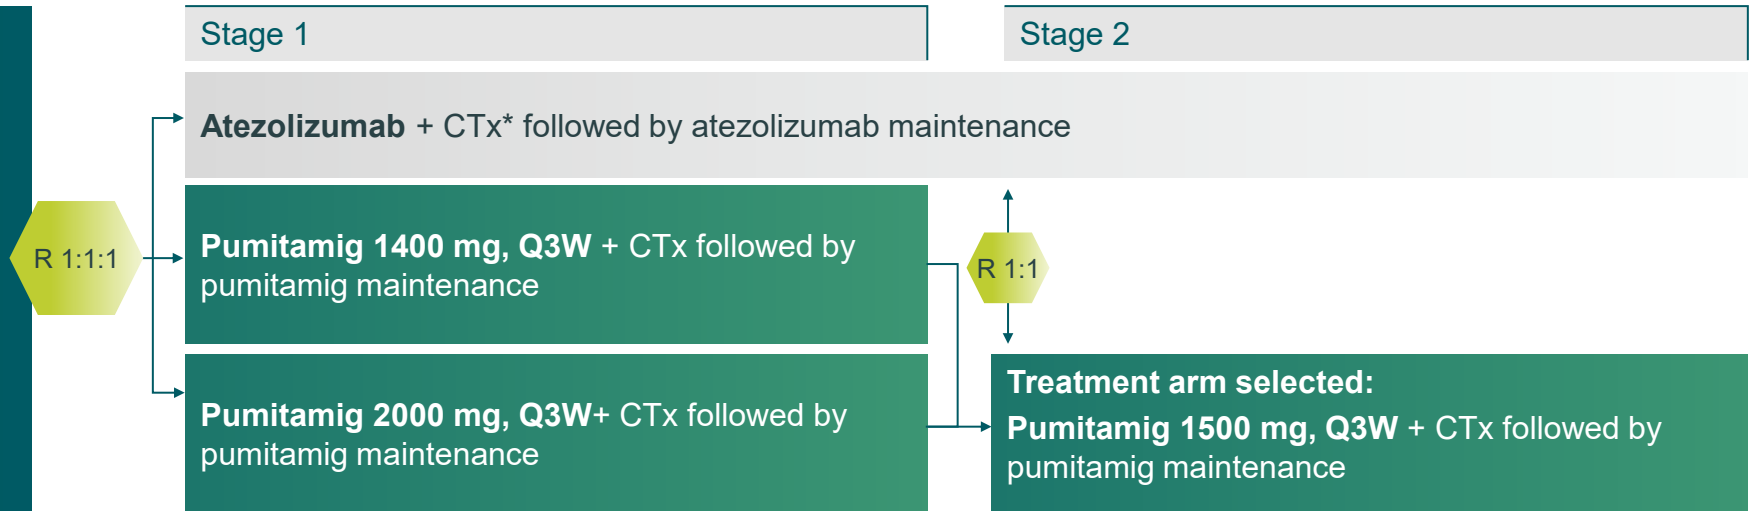 Stage 1
Stage 2
Atezolizumab + CTx* followed by atezolizumab maintenance
R 1:1:1
Pumitamig 1400 mg, Q3W + CTx followed by
pumitamig maintenance
R 1:1
Pumitamig 2000 mg, Q3W+ CTx followed by
pumitamig maintenance
Treatment arm selected:
Pumitamig 1500 mg, Q3W + CTx followed by
pumitamig maintenance